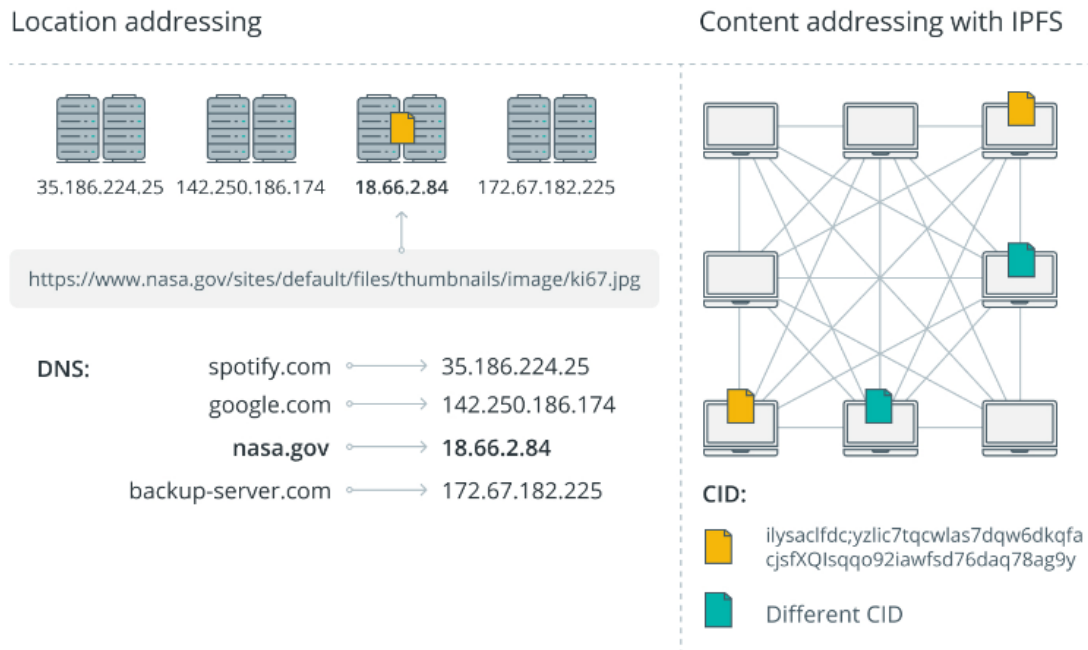 Location addressing
Content addressing with IPFS
35.186.224.25
142.250.186.174
18.66.2.84
172.67.182.225
https://www.nasa.gov/sites/default/files/thumbnails/image/ki67.jpg
DNS:
spotify.com
35.186.224.25
google.com
142.250.186.174
nasa.gov
18.66.2.84
backup-server.com
172.67.182.225
CID:
ilysaclfdc;yzlic7tqcwlas7dqw6dkqfa
cjsfXQIsqqo92iawfsd76daq78ag9y
Different CID